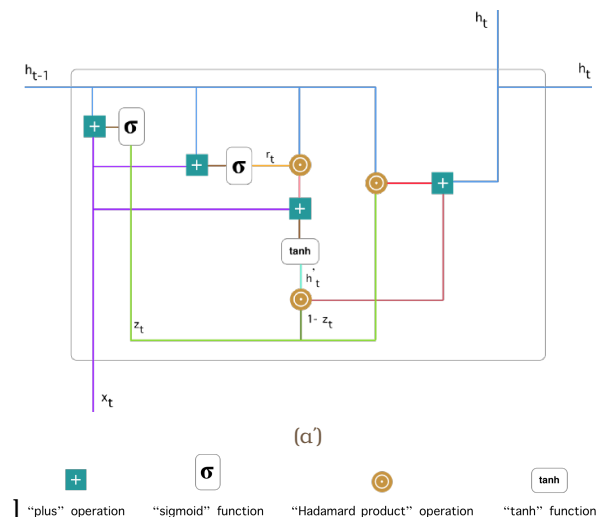 h_t
h_t-1
h_t
σ
σ
r_t
tanh
h'_t
z_t
1- z_t
x_t
(α΄)
σ
tanh
"plus" operation "sigmoid" function "Hadamard product" operation "tanh" function